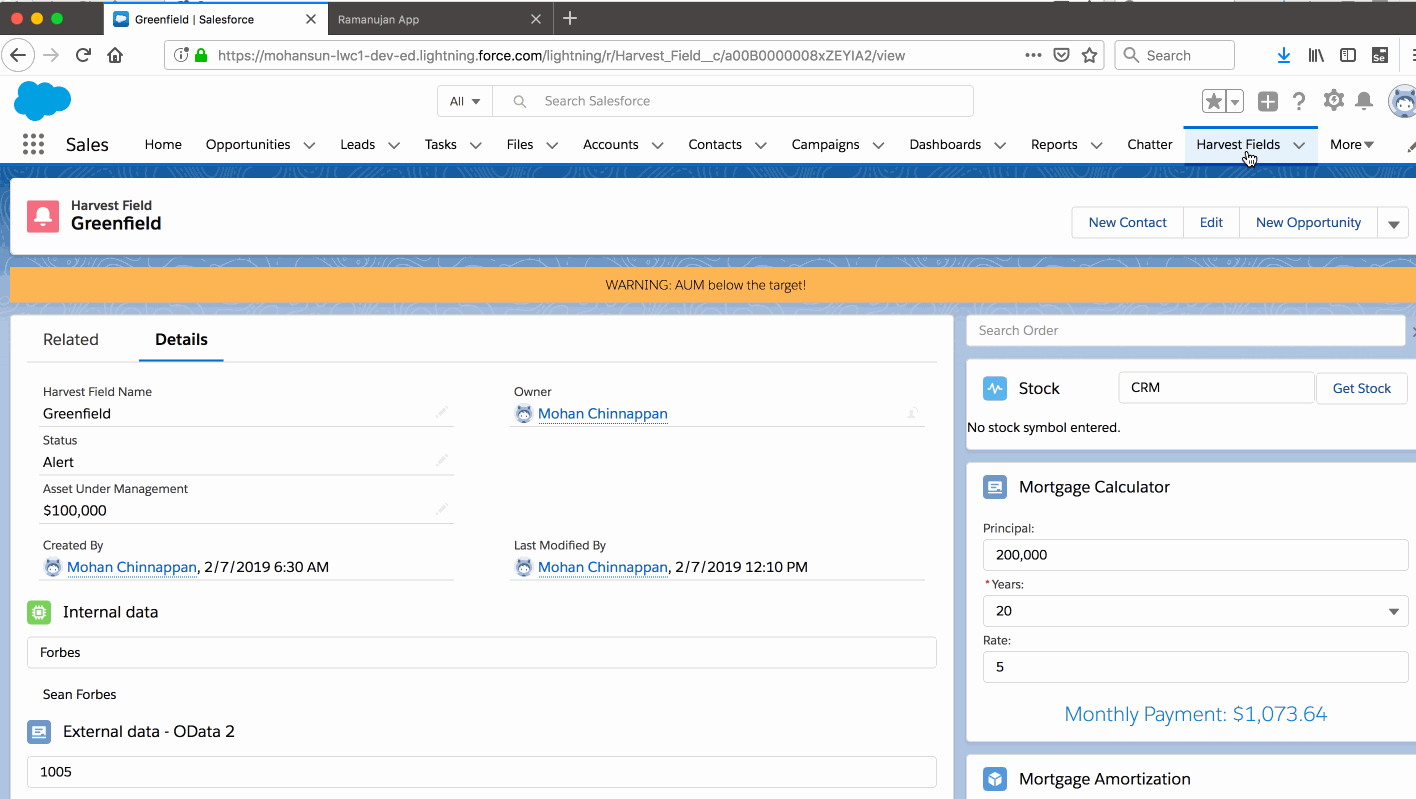 Greenfield | Salesforce
Ramanujan App
https://mohansun-lwc1-dev-ed.lightning.force.com/lightning/r/Harvest_Field__c/a00B0000008xZEYIA2/view
Search
Se
All
Search Salesforce
Sales
Home
Opportunities
Leads
Tasks
Files
Accounts
Contacts
Campaigns
Dashboards
Reports
Chatter
Harvest Fields
More
Harvest Field
Greenfield
New Contact
Edit
New Opportunity
WARNING: AUM below the target!
Related
Details
Harvest Field Name
Greenfield
Owner
Mohan Chinnappan
Status
Alert
Asset Under Management
$100,000
Created By
Mohan Chinnappan, 2/7/2019 6:30 AM
Last Modified By
Mohan Chinnappan, 2/7/2019 12:10 PM
Internal data
Forbes
Sean Forbes
External data - OData 2
1005
Search Order
Stock
CRM
Get Stock
No stock symbol entered.
Mortgage Calculator
Principal:
200,000
* Years:
20
Rate:
5
Monthly Payment: $1,073.64
Mortgage Amortization